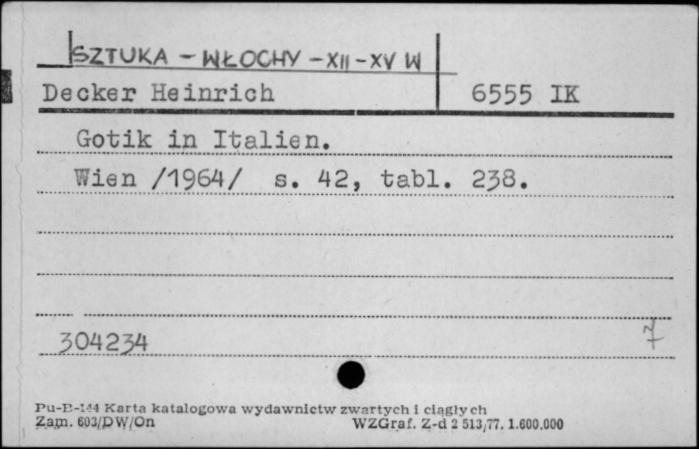 SZTUKA - WŁOCHY - XII - XV W
Decker Heinrich 6555 IK
Gotik in Italien.
Wien /1964/ s. 42, tabl. 238.
304234 7
Pu-B-144 Karta katalogowa wydawnictw zwartych i ciągłych
Zam. 603/DW/On WZGraf. Z-d 2 513/77. 1.600.000